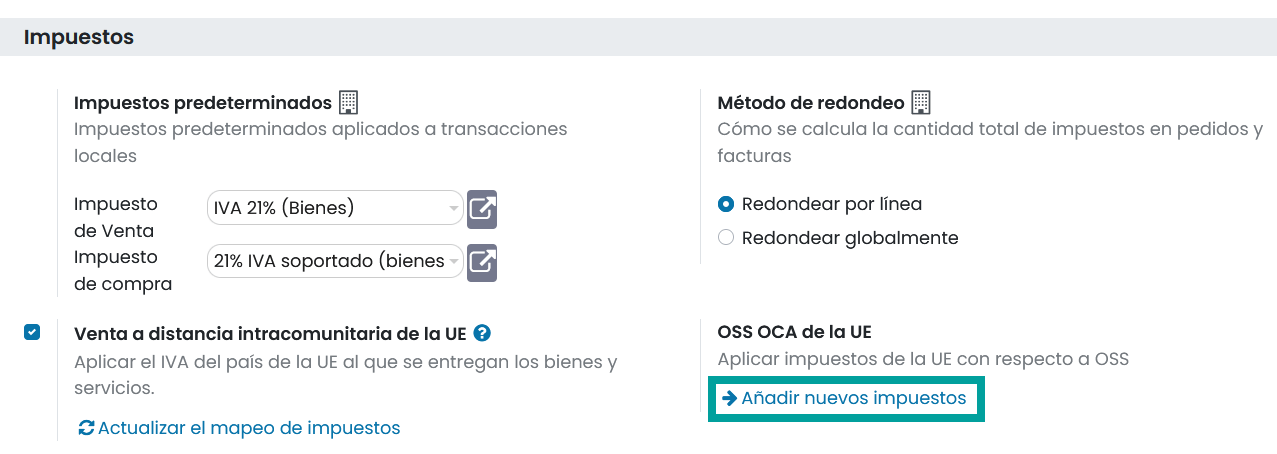 Impuestos
Impuestos predeterminados
Impuestos predeterminados aplicados a transacciones
locales
Impuesto
de Venta
IVA 21% (Bienes)
Impuesto
de compra
21% IVA soportado (bienes
Método de redondeo
Cómo se calcula la cantidad total de impuestos en pedidos y
facturas
Redondear por línea
Redondear globalmente
Venta a distancia intracomunitaria de la UE ?
Aplicar el IVA del país de la UE al que se entregan los bienes y
servicios.
Actualizar el mapeo de impuestos
OSS OCA de la UE
Aplicar impuestos de la UE con respecto a OSS
Añadir nuevos impuestos